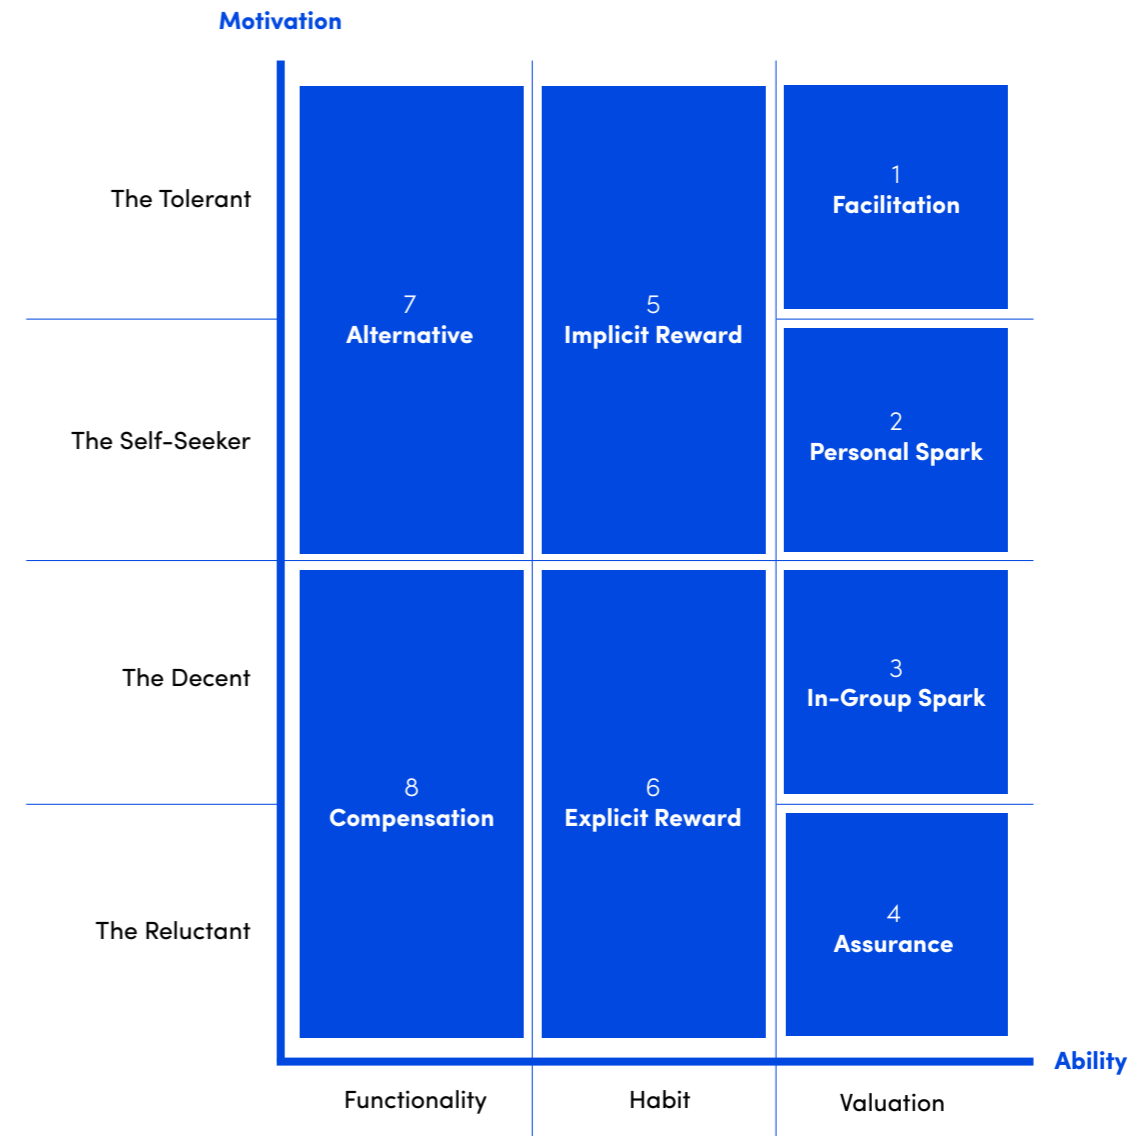 Motivation
The Tolerant
1
Facilitation
7
Alternative
5
Implicit Reward
The Self-Seeker
2
Personal Spark
The Decent
3
In-Group Spark
8
Compensation
6
Explicit Reward
The Reluctant
4
Assurance
Ability
Functionality
Habit
Valuation